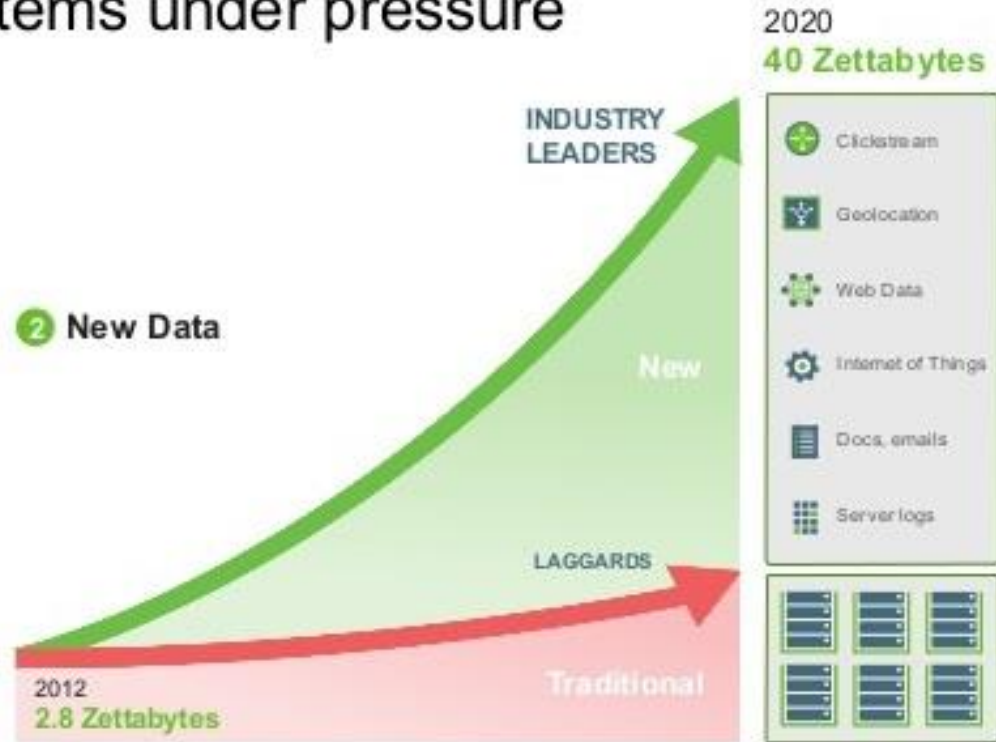 tems under pressure
2020
40 Zettabytes
INDUSTRY
LEADERS
Clickstream
Geolocation
2 New Data
Web Data
New
Internet of Things
Docs, emails
Server logs
LAGGARDS
Traditional
2012
2.8 Zettabytes